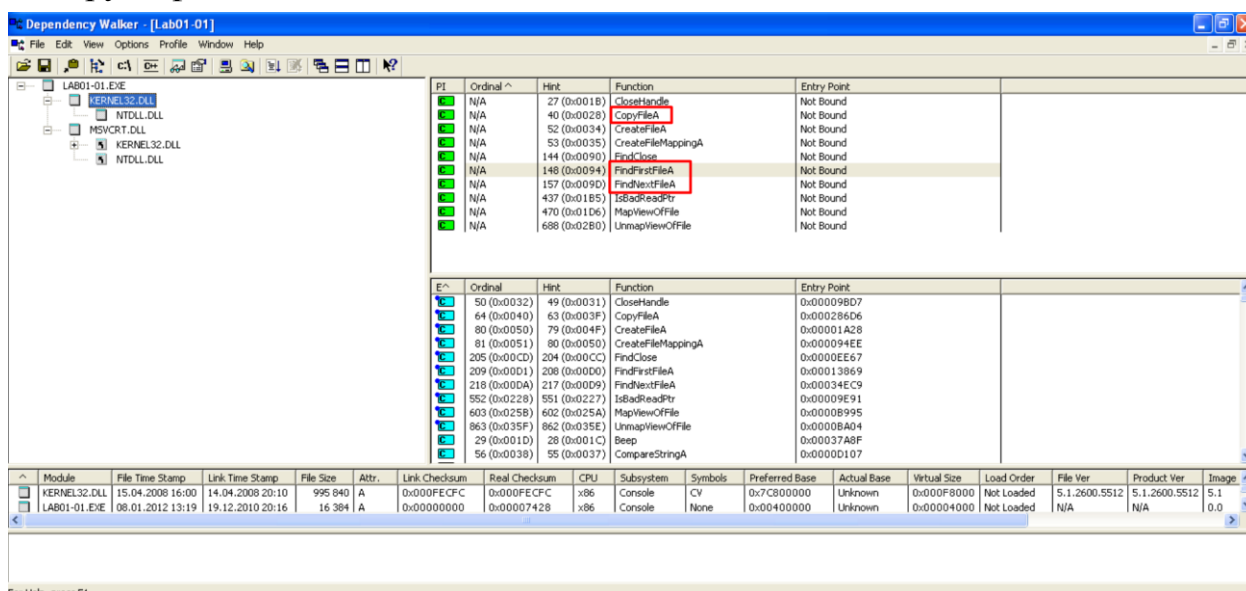 Dependency Walker - [Lab01-01]
File Edit View Options Profile Window Help
LAB01-01.EXE
KERNEL32.DLL
NTDLL.DLL
MSVCRT.DLL
KERNEL32.DLL
NTDLL.DLL
PI Ordinal ^ Hint Function Entry Point
C N/A 27 (0x001B) CloseHandle Not Bound
C N/A 40 (0x0028) CopyFileA Not Bound
C N/A 52 (0x0034) CreateFileA Not Bound
C N/A 53 (0x0035) CreateFileMappingA Not Bound
C N/A 144 (0x0090) FindClose Not Bound
C N/A 148 (0x0094) FindFirstFileA Not Bound
C N/A 157 (0x009D) FindNextFileA Not Bound
C N/A 437 (0x01B5) IsBadReadPtr Not Bound
C N/A 470 (0x01D6) MapViewOfFile Not Bound
C N/A 688 (0x02B0) UnmapViewOfFile Not Bound
E^ Ordinal Hint Function Entry Point
C 50 (0x0032) 49 (0x0031) CloseHandle 0x00009BD7
C 64 (0x0040) 63 (0x003F) CopyFileA 0x000286D6
C 80 (0x0050) 79 (0x004F) CreateFileA 0x00001A28
C 81 (0x0051) 80 (0x0050) CreateFileMappingA 0x000094EE
C 205 (0x00CD) 204 (0x00CC) FindClose 0x0000EE67
C 209 (0x00D1) 208 (0x00D0) FindFirstFileA 0x00013869
C 218 (0x00DA) 217 (0x00D9) FindNextFileA 0x00034EC9
C 552 (0x0228) 551 (0x0227) IsBadReadPtr 0x00009E91
C 603 (0x025B) 602 (0x025A) MapViewOfFile 0x0000B995
C 863 (0x035F) 862 (0x035E) UnmapViewOfFile 0x0000BA04
C 29 (0x001D) 28 (0x001C) Beep 0x00037A8F
C 56 (0x0038) 55 (0x0037) CompareStringA 0x0000D107
^ Module File Time Stamp Link Time Stamp File Size Attr. Link Checksum Real Checksum CPU Subsystem Symbols Preferred Base Actual Base Virtual Size Load Order File Ver Product Ver Image
KERNEL32.DLL 15.04.2008 16:00 14.04.2008 20:10 995 840 A 0x000FECFC 0x000FECFC x86 Console CV 0x7C800000 Unknown 0x000F8000 Not Loaded 5.1.2600.5512 5.1.2600.5512 5.1
LAB01-01.EXE 08.01.2012 13:19 19.12.2010 20:16 16 384 A 0x00000000 0x00007428 x86 Console None 0x00400000 Unknown 0x00004000 Not Loaded N/A N/A 0.0